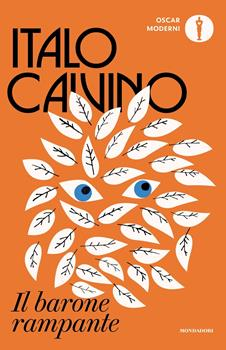 ITALO
CALVINO
OSCAR
MODERNI
Il barone
rampante
MONDADORI